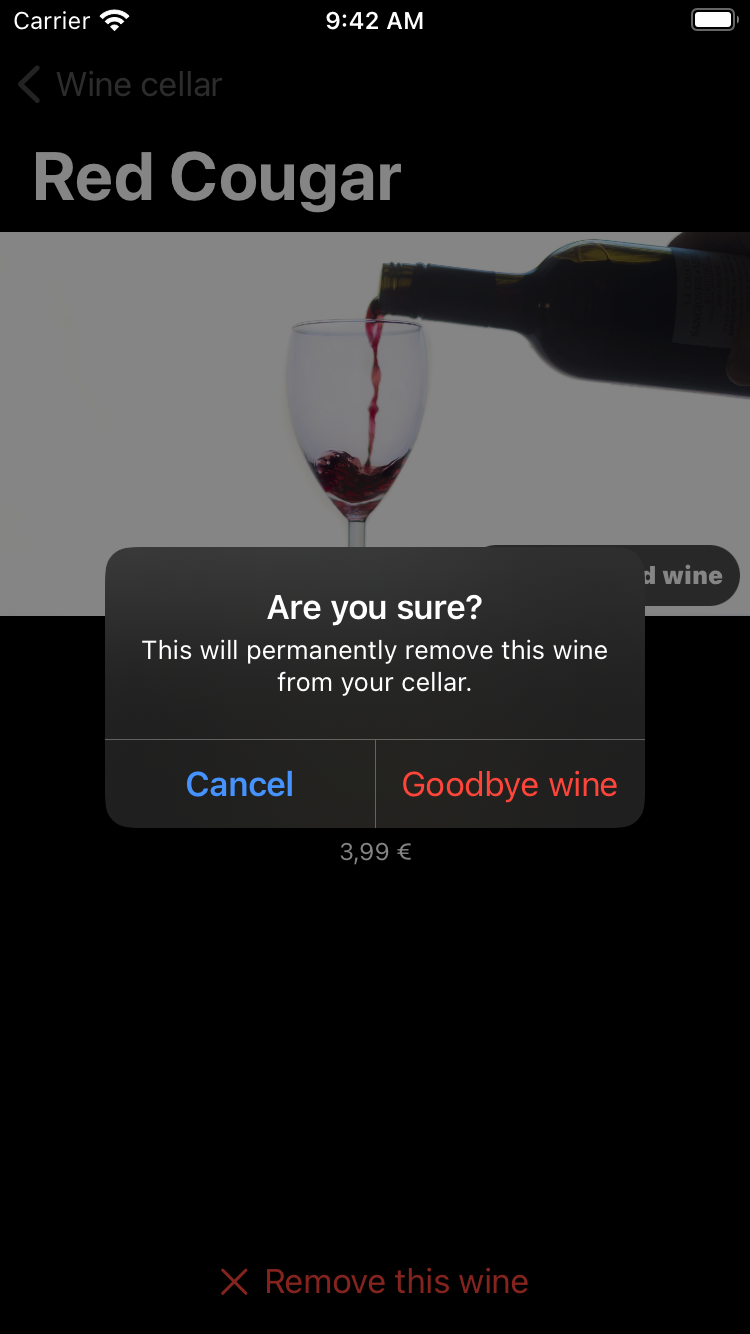 Carrier
9:42 AM
Wine cellar
Red Cougar
wine
Are you sure?
This will permanently remove this wine
from your cellar.
Cancel
Goodbye wine
3,99 €
Remove this wine